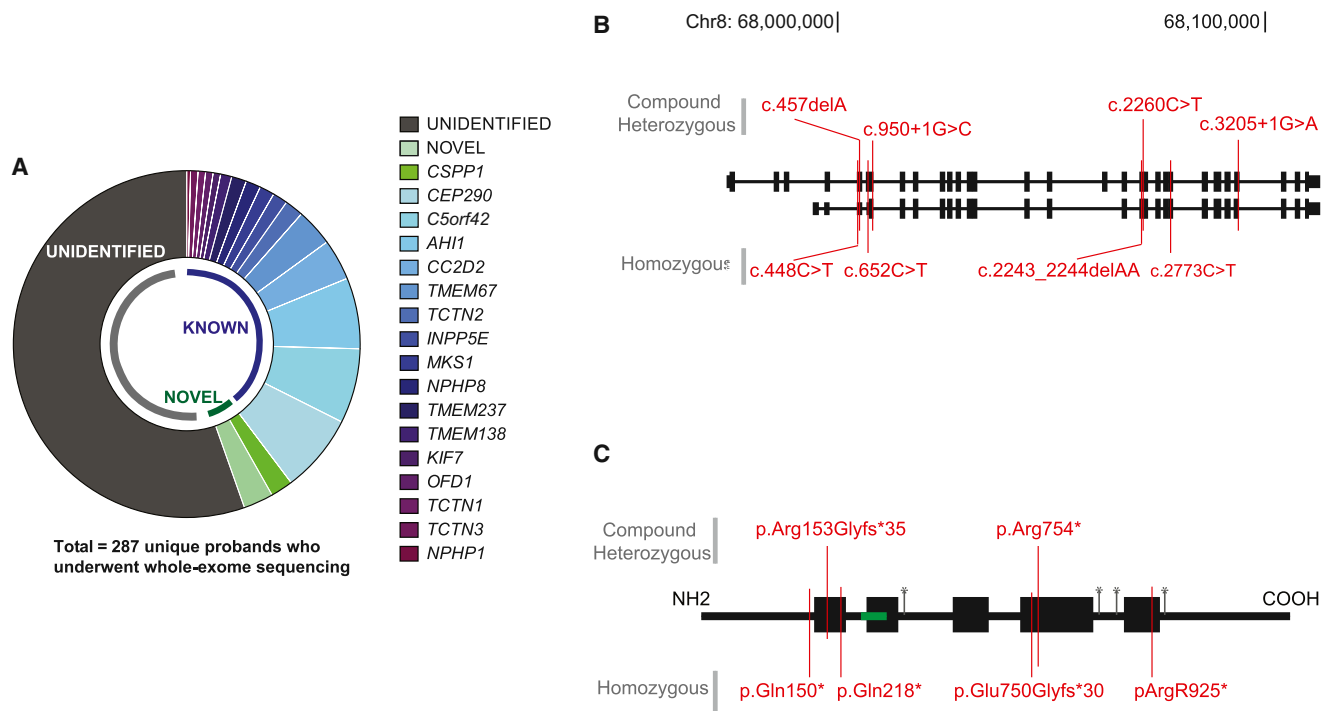 A
UNIDENTIFIED
KNOWN
NOVEL
Total = 287 unique probands who
underwent whole-exome sequencing
UNIDENTIFIED
NOVEL
CSPP1
CEP290
C5orf42
AHI1
CC2D2
TMEM67
TCTN2
INPP5E
MKS1
NPHP8
TMEM237
TMEM138
KIF7
OFD1
TCTN1
TCTN3
NPHP1
B
Chr8: 68,000,000
68,100,000
Compound
Heterozygous
c.457delA
c.950+1G>C
c.2260C>T
c.3205+1G>A
Homozygous
c.448C>T
c.652C>T
c.2243_2244delAA
c.2773C>T
C
Compound
Heterozygous
p.Arg153Glyfs*35
p.Arg754*
NH2
* * * *
COOH
Homozygous
p.Gln150*
p.Gln218*
p.Glu750Glyfs*30
pArgR925*